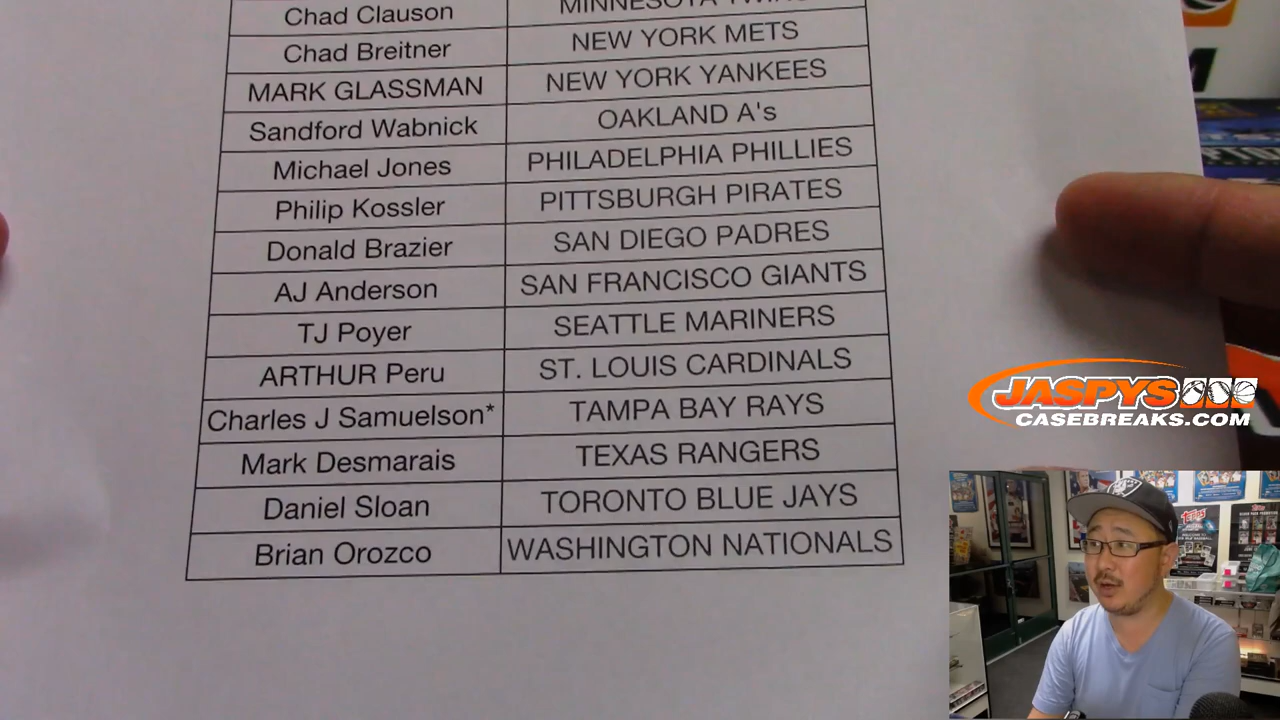 Chad Clauson MINNESOTA TWINS
Chad Breitner NEW YORK METS
MARK GLASSMAN NEW YORK YANKEES
Sandford Wabnick OAKLAND A's
Michael Jones PHILADELPHIA PHILLIES
Philip Kossler PITTSBURGH PIRATES
Donald Brazier SAN DIEGO PADRES
AJ Anderson SAN FRANCISCO GIANTS
TJ Poyer SEATTLE MARINERS
ARTHUR Peru ST. LOUIS CARDINALS
Charles J Samuelson* TAMPA BAY RAYS
Mark Desmarais TEXAS RANGERS
Daniel Sloan TORONTO BLUE JAYS
Brian Orozco WASHINGTON NATIONALS
JASPYS
CASEBREAKS.COM
TOPPS